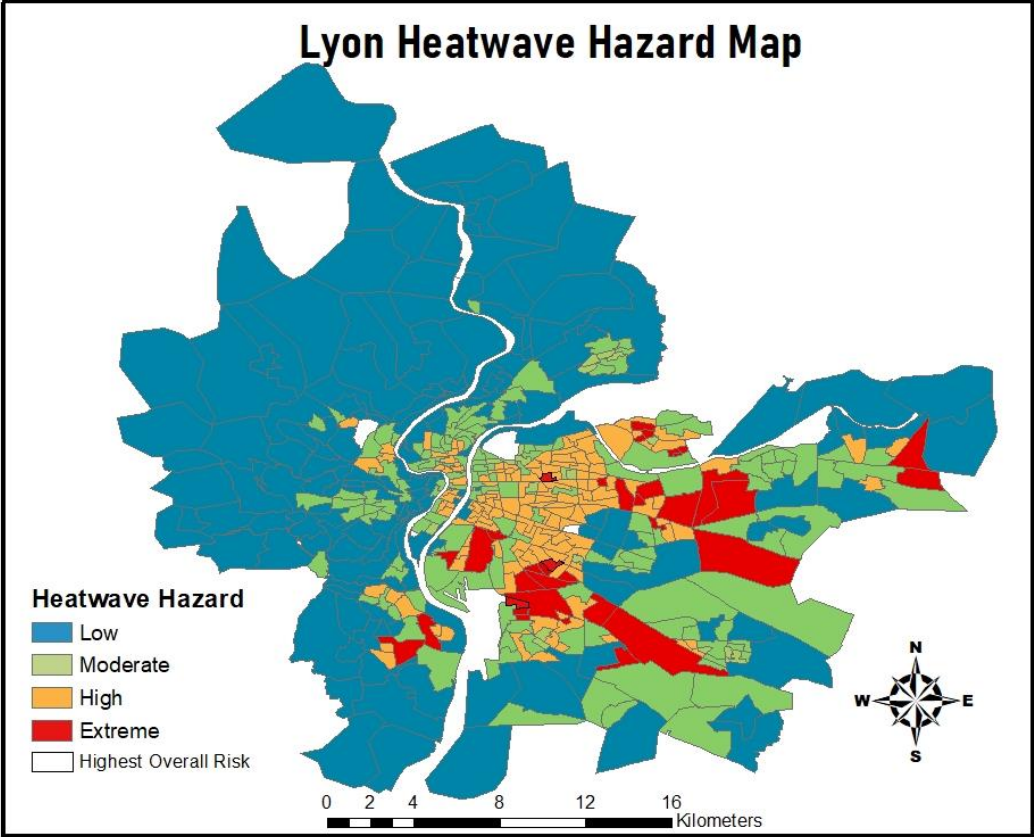 Lyon Heatwave Hazard Map
Heatwave Hazard
Low
Moderate
High
Extreme
Highest Overall Risk
N
W E
S
0 2 4 8 12 16
Kilometers